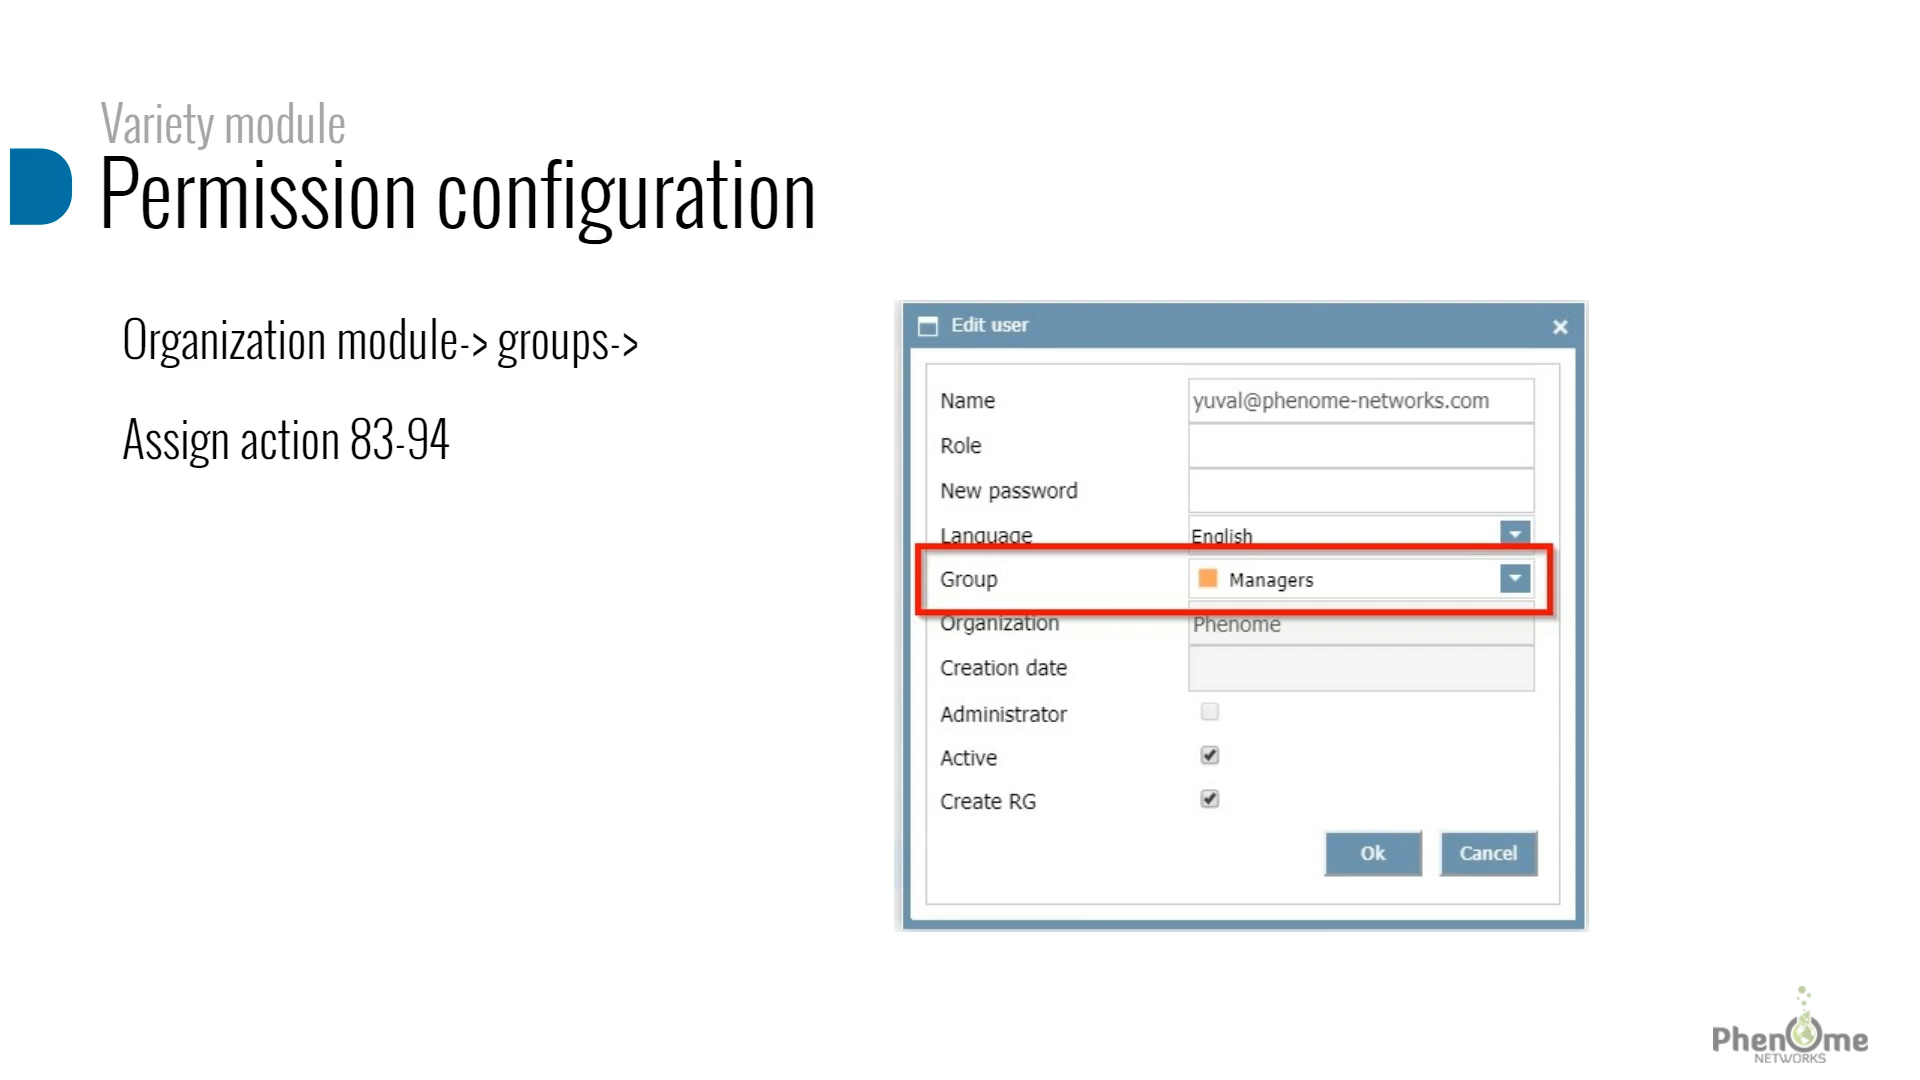 Variety module
Permission configuration
Organization module-> groups->
Assign action 83-94
Edit user
Name yuval@phenome-networks.com
Role
New password
Language English
Group Managers
Organization Phenome
Creation date
Administrator
Active
Create RG
Ok Cancel
PhenOme
NETWORKS